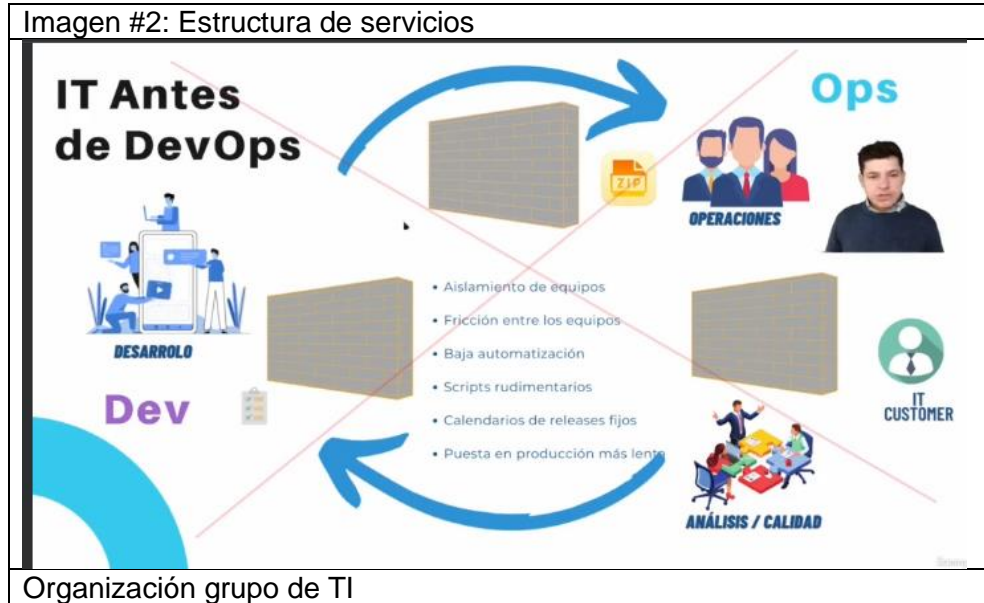 Imagen #2: Estructura de servicios
IT Antes
de DevOps
Ops
ZIP
OPERACIONES
DESARROLO
Dev
• Aislamiento de equipos
• Fricción entre los equipos
• Baja automatización
• Scripts rudimentarios
• Calendarios de releases fijos
• Puesta en producción más lenta
IT
CUSTOMER
ANÁLISIS / CALIDAD
Organización grupo de TI